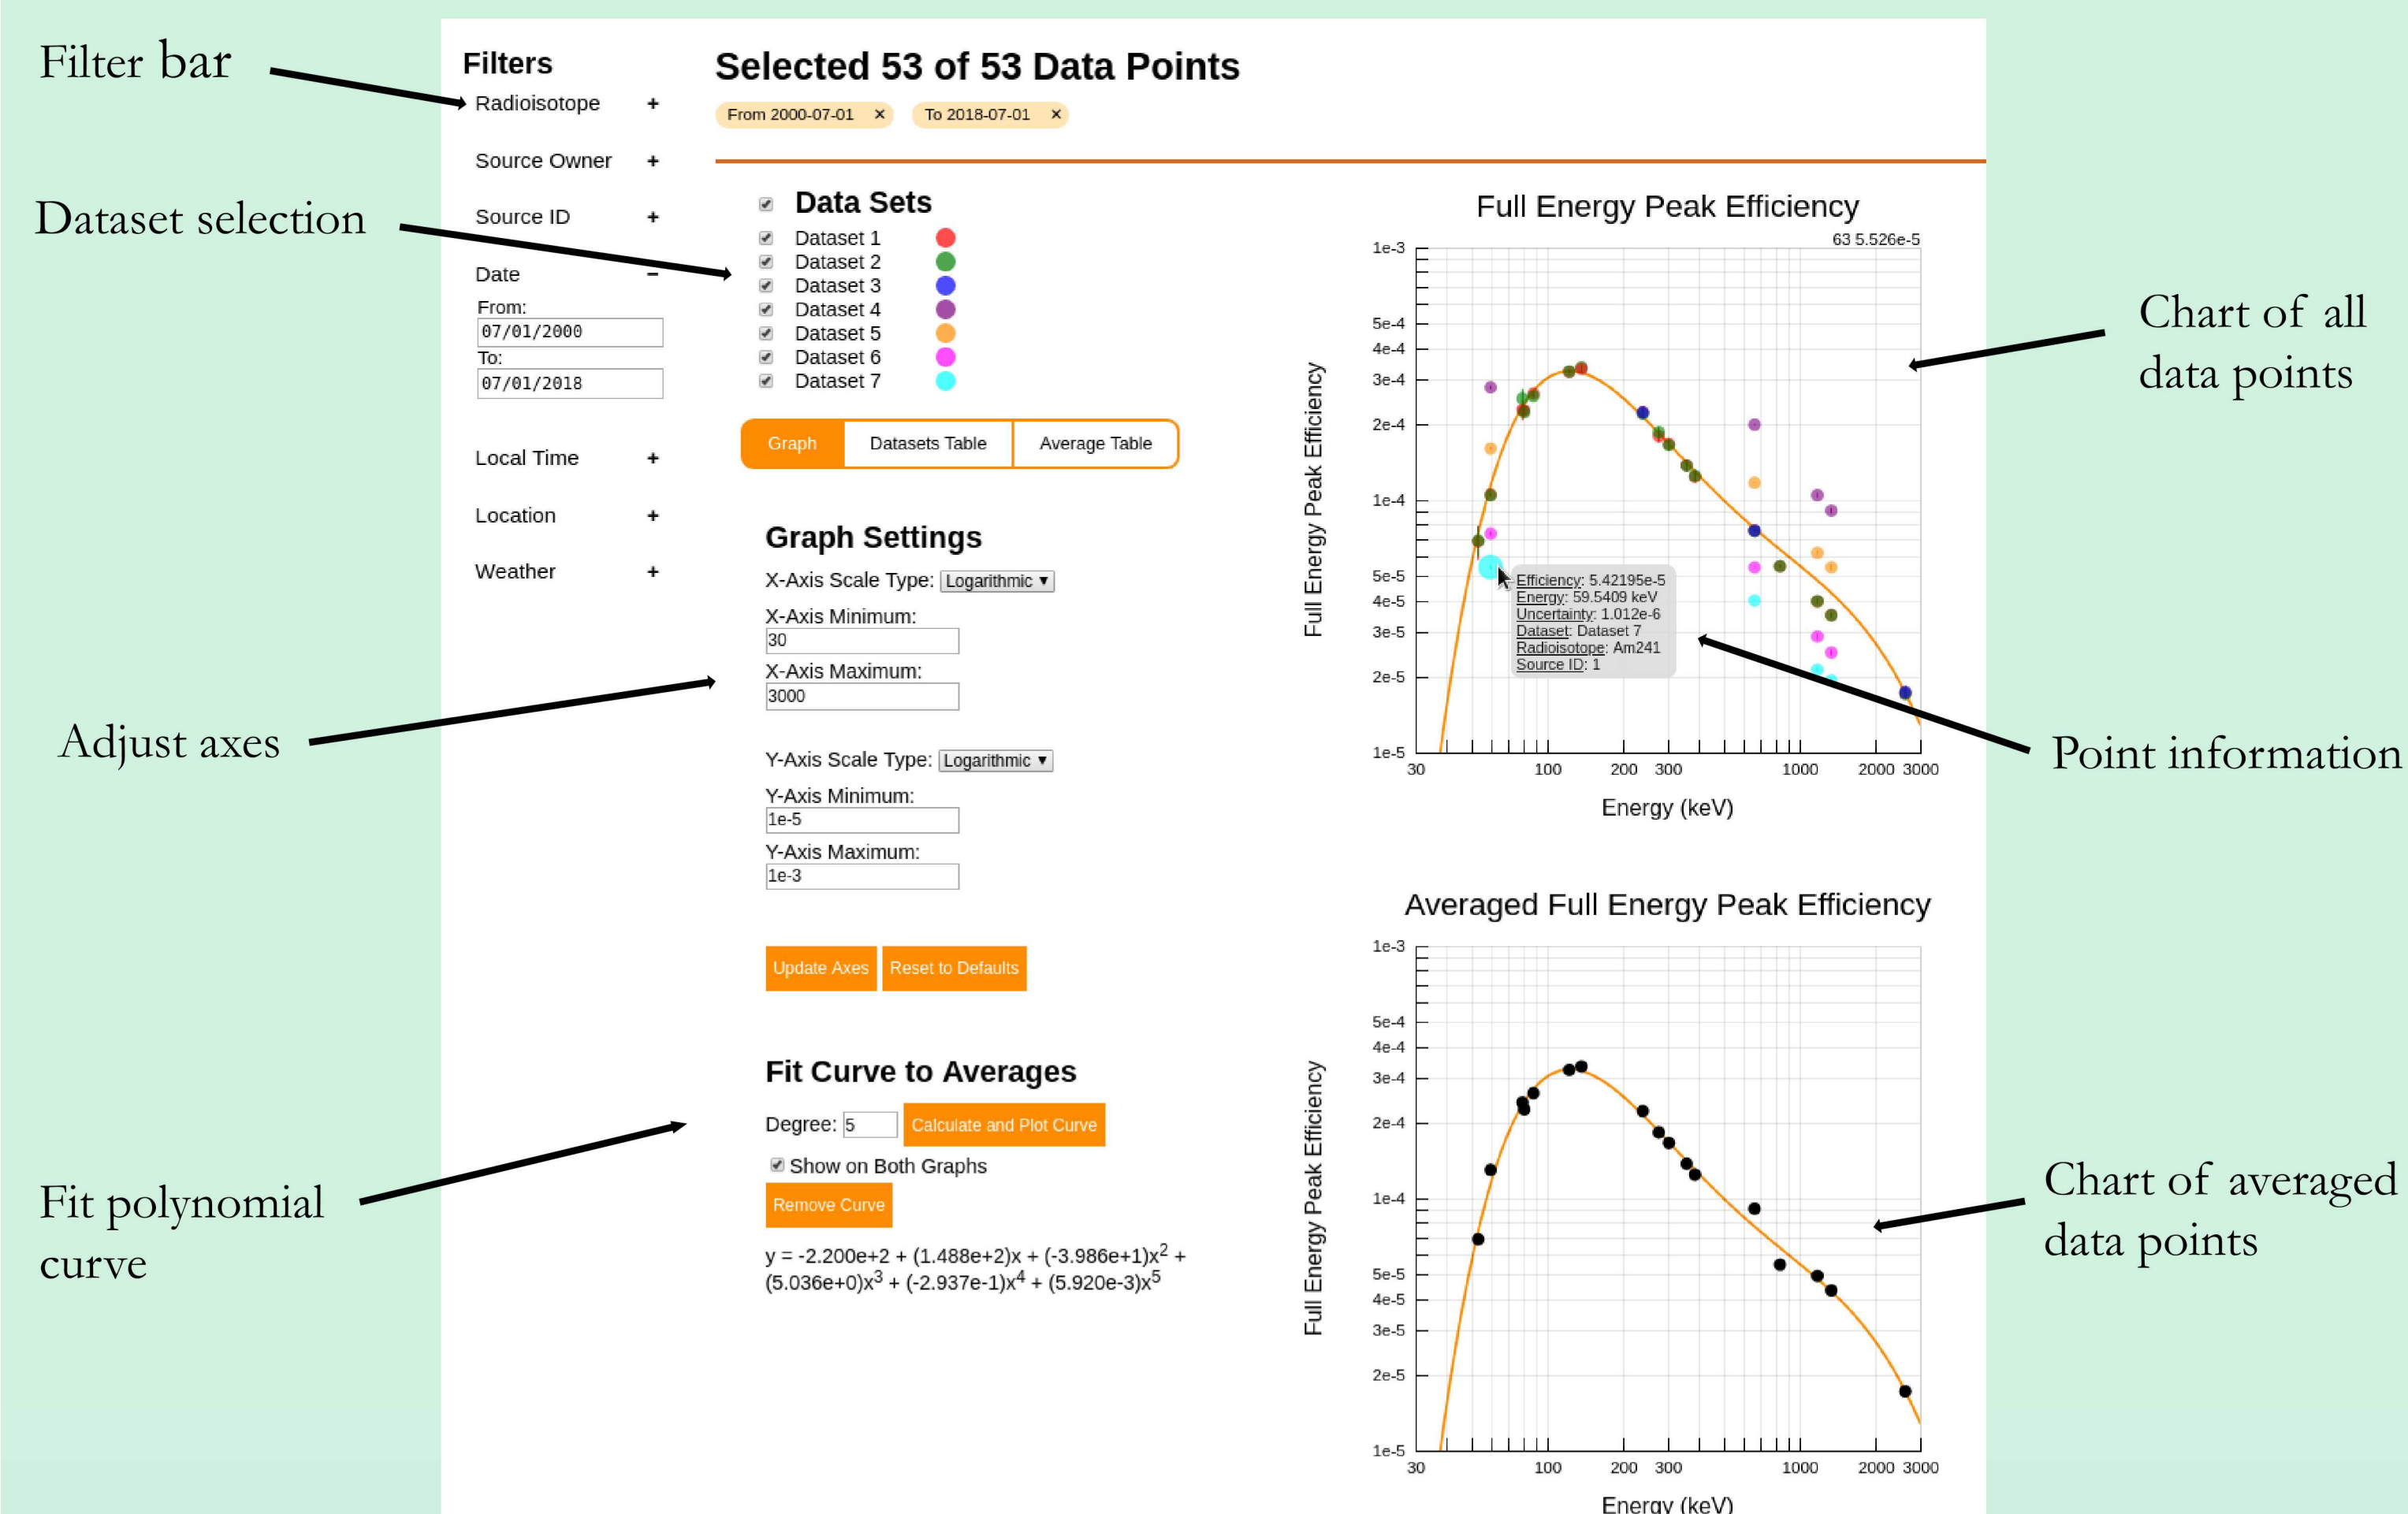 Filter bar
Dataset selection
Adjust axes
Fit polynomial
curve
Filters
Radioisotope +
Source Owner +
Source ID +
Date −
From:
07/01/2000
To:
07/01/2018
Local Time +
Location +
Weather +
Selected 53 of 53 Data Points
From 2000-07-01 × To 2018-07-01 ×
Data Sets
Dataset 1
Dataset 2
Dataset 3
Dataset 4
Dataset 5
Dataset 6
Dataset 7
Graph Datasets Table Average Table
Graph Settings
X-Axis Scale Type: Logarithmic ▼
X-Axis Minimum:
30
X-Axis Maximum:
3000
Y-Axis Scale Type: Logarithmic ▼
Y-Axis Minimum:
1e-5
Y-Axis Maximum:
1e-3
Update Axes Reset to Defaults
Fit Curve to Averages
Degree: 5 Calculate and Plot Curve
Show on Both Graphs
Remove Curve
y = -2.200e+2 + (1.488e+2)x + (-3.986e+1)x2 +
(5.036e+0)x3 + (-2.937e-1)x4 + (5.920e-3)x5
Full Energy Peak Efficiency
63 5.526e-5
Full Energy Peak Efficiency
1e-3
5e-4
4e-4
3e-4
2e-4
1e-4
5e-5
4e-5
3e-5
2e-5
1e-5
Efficiency: 5.42195e-5
Energy: 59.5409 keV
Uncertainty: 1.012e-6
Dataset: Dataset 7
Radioisotope: Am241
Source ID: 1
30 100 200 300 1000 2000 3000
Energy (keV)
Averaged Full Energy Peak Efficiency
Full Energy Peak Efficiency
1e-3
5e-4
4e-4
3e-4
2e-4
1e-4
5e-5
4e-5
3e-5
2e-5
1e-5
30 100 200 300 1000 2000 3000
Energy (keV)
Chart of all
data points
Point information
Chart of averaged
data points